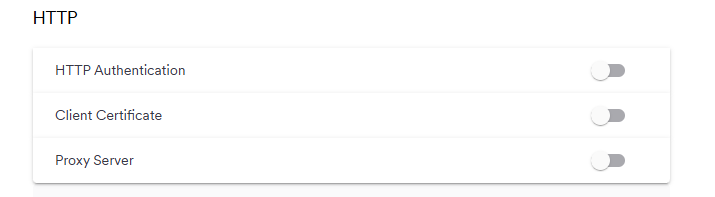 HTTP
HTTP Authentication
Client Certificate
Proxy Server